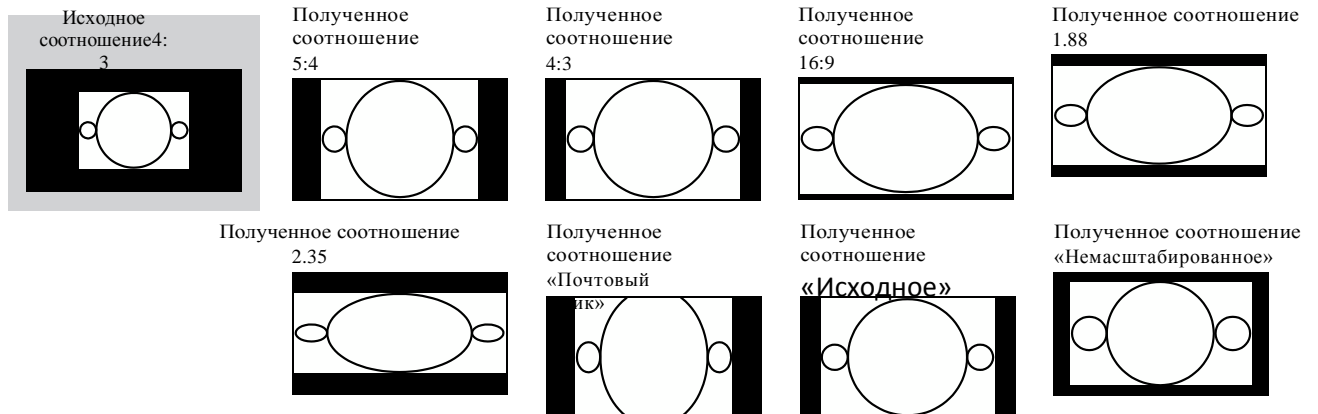 Исходное
соотношение4:
3
Полученное
соотношение
5:4
Полученное
соотношение
4:3
Полученное
соотношение
16:9
Полученное соотношение
1.88
Полученное соотношение
2.35
Полученное
соотношение
«Почтовый
ик»
Полученное
соотношение
«Исходное»
Полученное соотношение
«Немасштабированное»